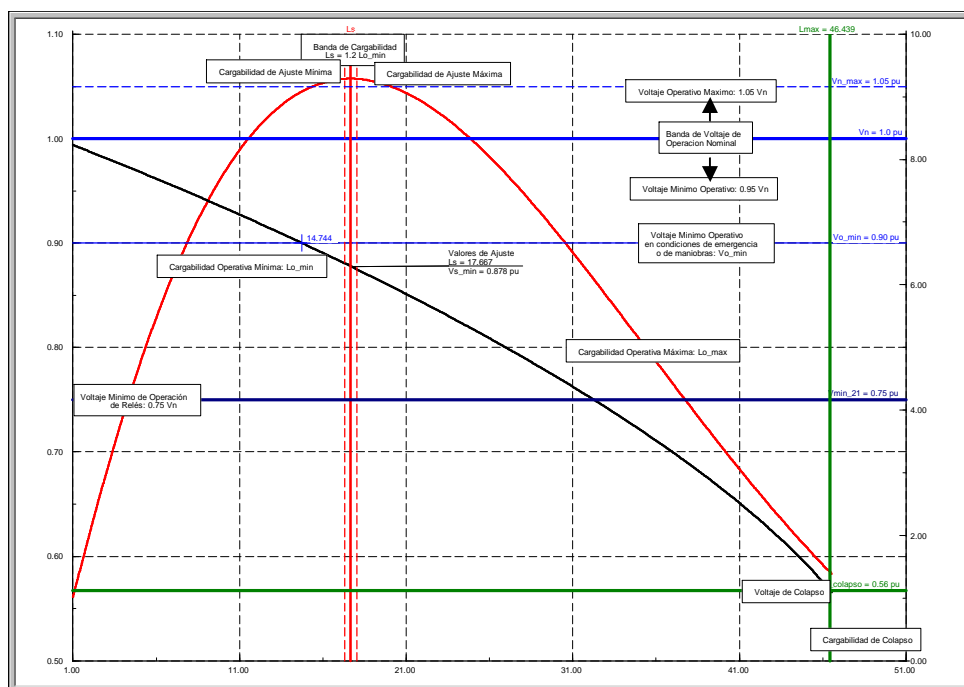 Ls
Lmax = 46.439
1.10
10.00
Banda de Cargabilidad
Ls = 1.2 Lo_min
Cargabilidad de Ajuste Mínima
Cargabilidad de Ajuste Máxima
Vn_max = 1.05 pu
Voltaje Operativo Maximo: 1.05 Vn
Banda de Voltaje de
Operacion Nominal
Vn = 1.0 pu
1.00
8.00
Voltaje Minimo Operativo: 0.95 Vn
14.744
Voltaje Minimo Operativo
en condiciones de emergencia
o de maniobras: Vo_min
Vo_min = 0.90 pu
0.90
Valores de Ajuste
Ls = 17.667
Vs_min = 0.878 pu
Cargabilidad Operativa Mínima: Lo_min
6.00
0.80
Cargabilidad Operativa Máxima: Lo_max
Voltaje Minimo de Operación
de Relés: 0.75 Vn
Vmin_21 = 0.75 pu
4.00
0.70
2.00
0.60
colapso = 0.56 pu
Voltaje de Colapso
Cargabilidad de Colapso
0.50
0.00
1.00
11.00
21.00
31.00
41.00
51.00